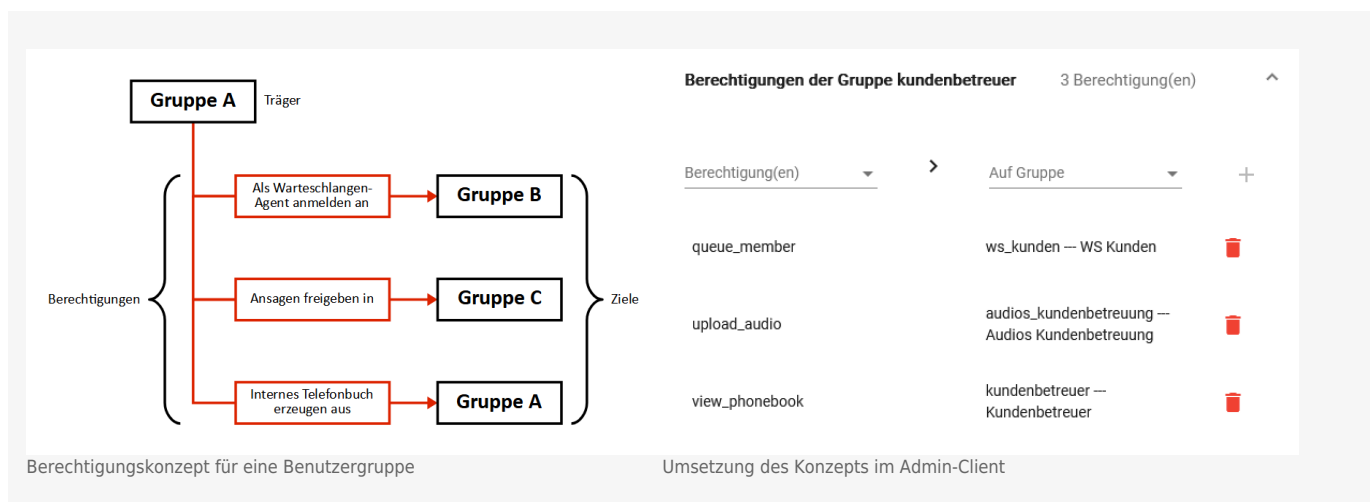 Gruppe A
Träger
Als Warteschlangen-
Agent anmelden an
Gruppe B
Berechtigungen
Ansagen freigeben in
Gruppe C
Ziele
Internes Telefonbuch
erzeugen aus
Gruppe A
Berechtigungskonzept für eine Benutzergruppe
Berechtigungen der Gruppe kundenbetreuer
3 Berechtigung(en)
Berechtigung(en)
Auf Gruppe
queue_member
ws_kunden --- WS Kunden
upload_audio
audios_kundenbetreuung ---
Audios Kundenbetreuung
view_phonebook
kundenbetreuer ---
Kundenbetreuer
Umsetzung des Konzepts im Admin-Client